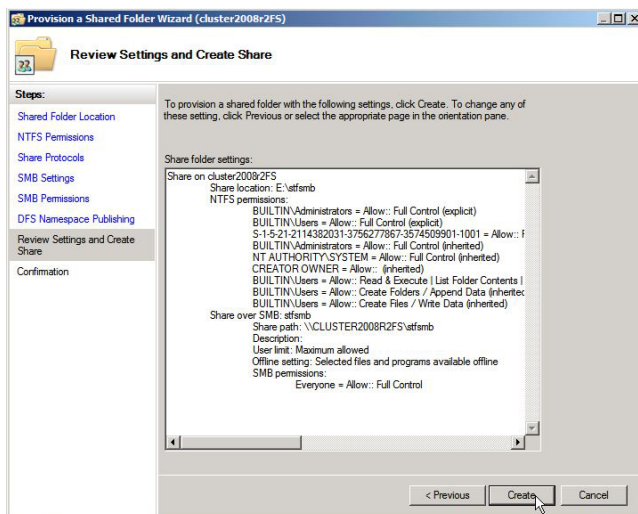 Provision a Shared Folder Wizard (cluster2008r2FS)
Review Settings and Create Share
Steps:
Shared Folder Location
NTFS Permissions
Share Protocols
SMB Settings
SMB Permissions
DFS Namespace Publishing
Review Settings and Create
Share
Confirmation
To provision a shared folder with the following settings, click Create. To change any of
these setting, click Previous or select the appropriate page in the orientation pane.
Share folder settings:
Share on cluster2008r2FS
Share location: E:\stfsmb
NTFS permissions:
BUILTIN\Administrators = Allow:: Full Control (explicit)
BUILTIN\Users = Allow:: Full Control (explicit)
S-1-5-21-2114382031-3756277867-3574509901-1001 = Allow:: F
BUILTIN\Administrators = Allow:: Full Control (inherited)
NT AUTHORITY\SYSTEM = Allow:: Full Control (inherited)
CREATOR OWNER = Allow:: (inherited)
BUILTIN\Users = Allow:: Read & Execute | List Folder Contents |
BUILTIN\Users = Allow:: Create Folders / Append Data (inherited
BUILTIN\Users = Allow:: Create Files / Write Data (inherited)
Share over SMB: stfsmb
Share path: \\CLUSTER2008R2FS\stfsmb
Description:
User limit: Maximum allowed
Offline setting: Selected files and programs available offline
SMB permissions:
Everyone = Allow:: Full Control
< Previous
Create
Cancel